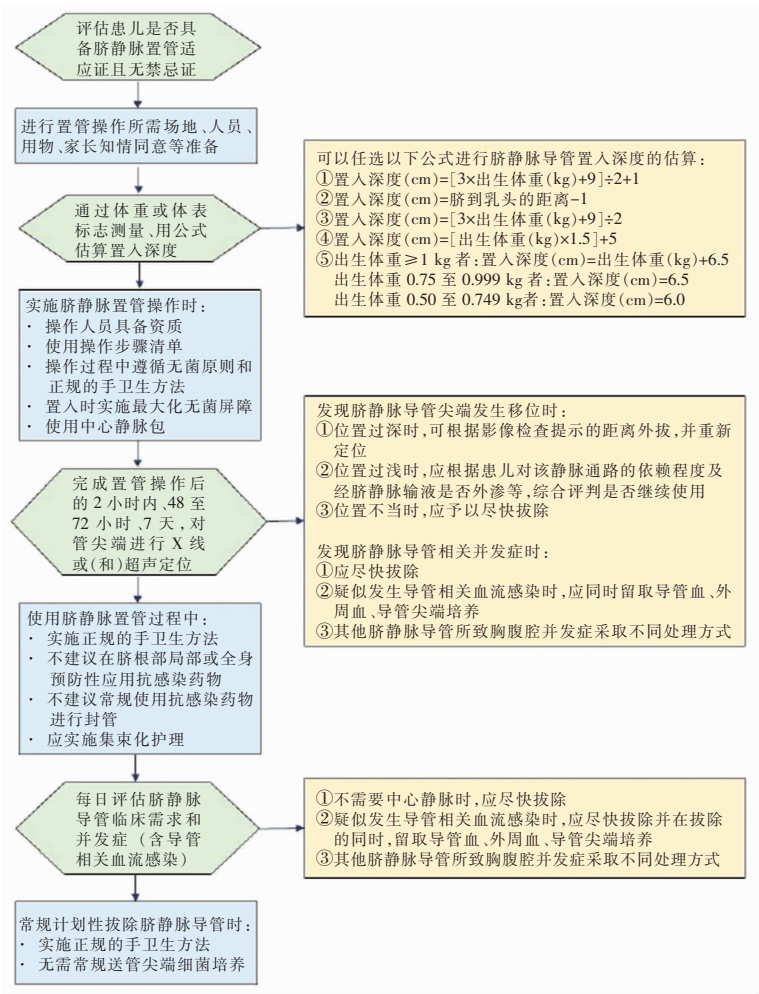 评估患儿是否具
备脐静脉置管适
应证且无禁忌证
进行置管操作所需场地、人员、
用物、家长知情同意等准备
通过体重或体表
标志测量、用公式
估算置入深度
可以任选以下公式进行脐静脉导管置入深度的估算：
①置入深度(cm)=[3×出生体重(kg)+9]÷2+1
②置入深度(cm)=脐到乳头的距离-1
③置入深度(cm)=[3×出生体重(kg)+9]÷2
④置入深度(cm)=[出生体重(kg)×1.5]+5
⑤出生体重≥1 kg 者:置入深度(cm)=出生体重(kg)+6.5
出生体重 0.75 至 0.999 kg 者:置入深度(cm)=6.5
出生体重 0.50 至 0.749 kg者:置入深度(cm)=6.0
实施脐静脉置管操作时：
· 操作人员具备资质
· 使用操作步骤清单
· 操作过程中遵循无菌原则和
正规的手卫生方法
· 置入时实施最大化无菌屏障
· 使用中心静脉包
完成置管操作后
的 2 小时内、48 至
72 小时、7 天，对
管尖端进行 X 线
或(和)超声定位
发现脐静脉导管尖端发生移位时：
①位置过深时,可根据影像检查提示的距离外拔,并重新
定位
②位置过浅时,应根据患儿对该静脉通路的依赖程度及
经脐静脉输液是否外渗等,综合评判是否继续使用
③位置不当时,应予以尽快拔除
发现脐静脉导管相关并发症时：
①应尽快拔除
②疑似发生导管相关血流感染时,应同时留取导管血、外
周血、导管尖端培养
③其他脐静脉导管所致胸腹腔并发症采取不同处理方式
使用脐静脉置管过程中：
· 实施正规的手卫生方法
· 不建议在脐根部局部或全身
预防性应用抗感染药物
· 不建议常规使用抗感染药物
进行封管
· 应实施集束化护理
每日评估脐静脉
导管临床需求和
并发症（含导管
相关血流感染）
①不需要中心静脉时,应尽快拔除
②疑似发生导管相关血流感染时,应尽快拔除并在拔除
的同时,留取导管血、外周血、导管尖端培养
③其他脐静脉导管所致胸腹腔并发症采取不同处理方式
常规计划性拔除脐静脉导管时：
· 实施正规的手卫生方法
· 无需常规送管尖端细菌培养